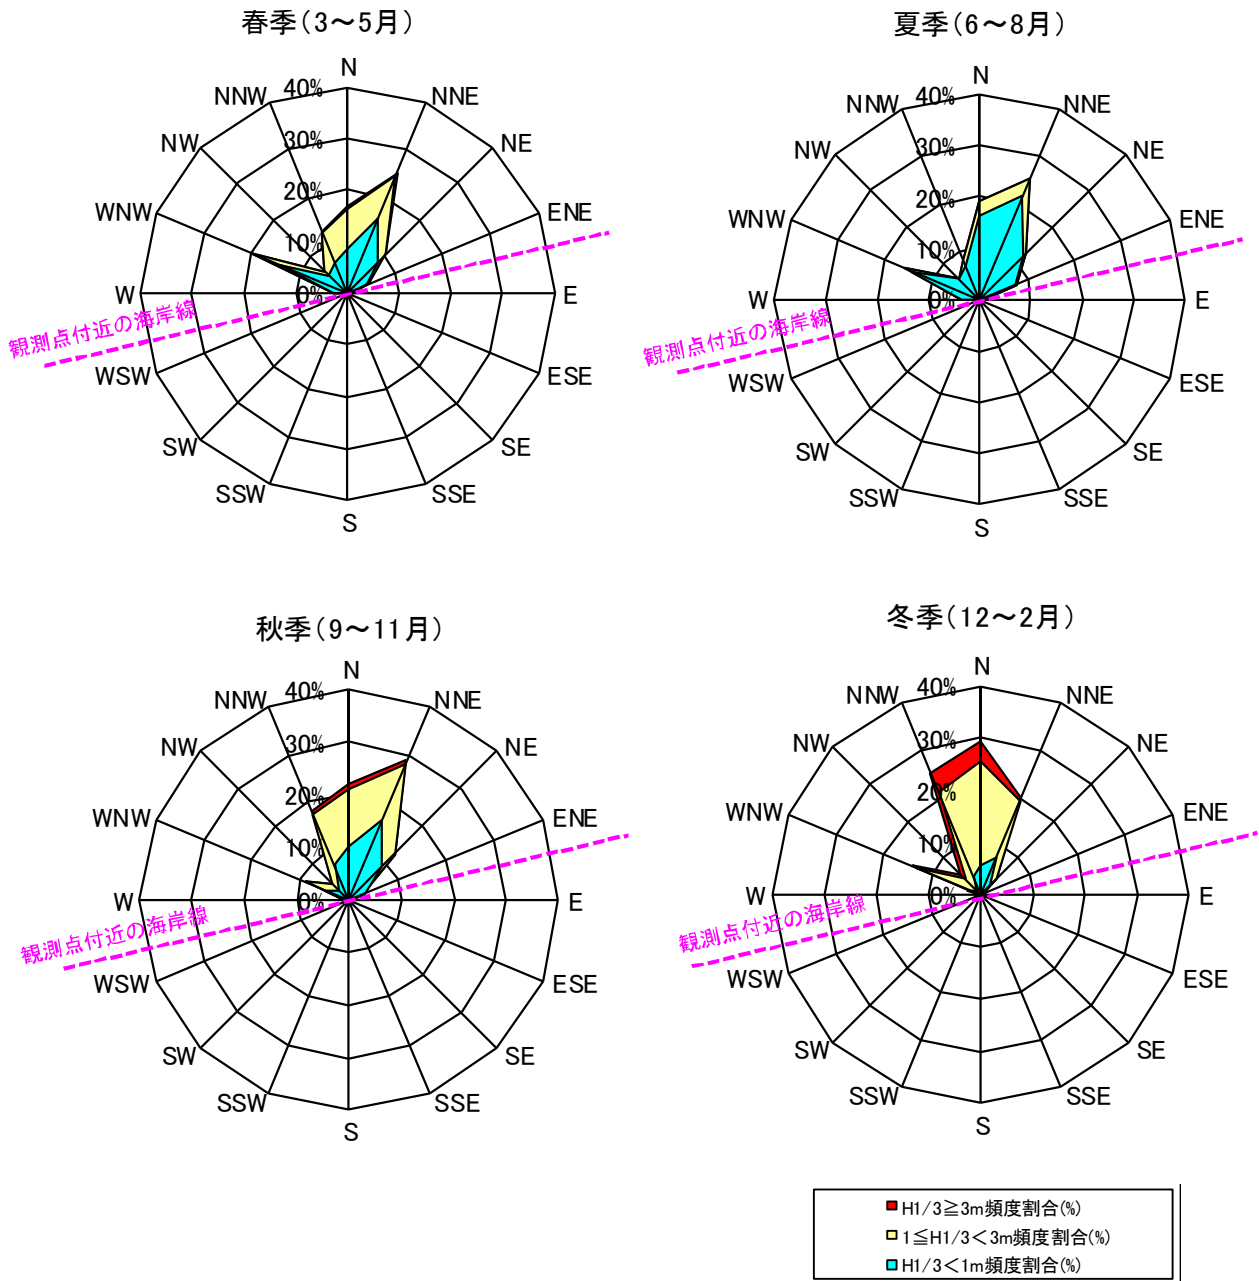 春季(3～5月)
N
NNE
NE
ENE
E
ESE
SE
SSE
S
SSW
SW
WSW
W
WNW
NW
NNW
40%
30%
20%
10%
0%
観測点付近の海岸線
夏季(6～8月)
N
NNE
NE
ENE
E
ESE
SE
SSE
S
SSW
SW
WSW
W
WNW
NW
NNW
40%
30%
20%
10%
0%
観測点付近の海岸線
秋季(9～11月)
N
NNE
NE
ENE
E
ESE
SE
SSE
S
SSW
SW
WSW
W
WNW
NW
NNW
40%
30%
20%
10%
0%
観測点付近の海岸線
冬季(12～2月)
N
NNE
NE
ENE
E
ESE
SE
SSE
S
SSW
SW
WSW
W
WNW
NW
NNW
40%
30%
20%
10%
0%
観測点付近の海岸線
H1/3≧3m頻度割合(%)
1≦H1/3<3m頻度割合(%)
H1/3<1m頻度割合(%)